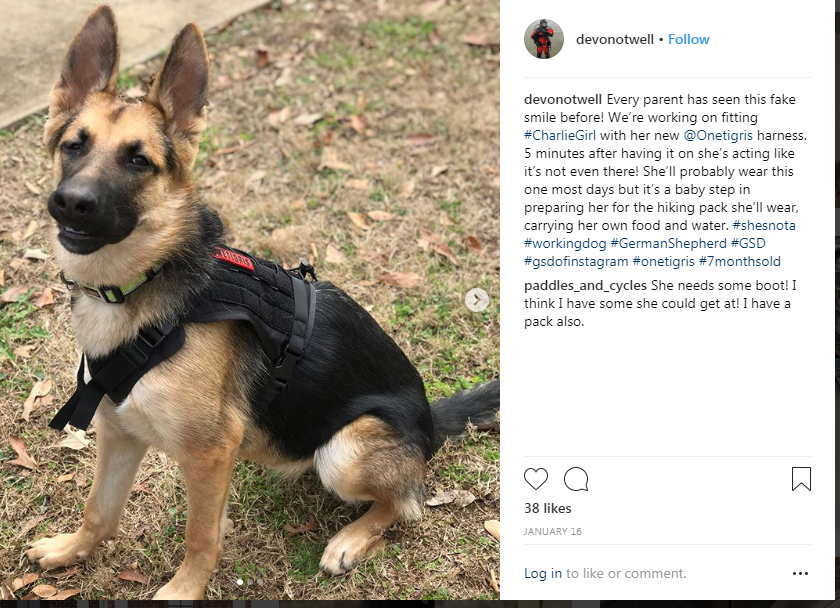 devonotwell • Follow
devonotwell Every parent has seen this fake
smile before! We're working on fitting
#CharlieGirl with her new @Onetigris harness.
5 minutes after having it on she's acting like
it's not even there! She'll probably wear this
one most days but it's a baby step in
preparing her for the hiking pack she'll wear,
carrying her own food and water. #shesnota
#workingdog #GermanShepherd #GSD
#gsdofinstagram #onetigris #7monthsold
paddles_and_cycles She needs some boot! I
think I have some she could get at! I have a
pack also.
38 likes
JANUARY 16
Log in to like or comment.